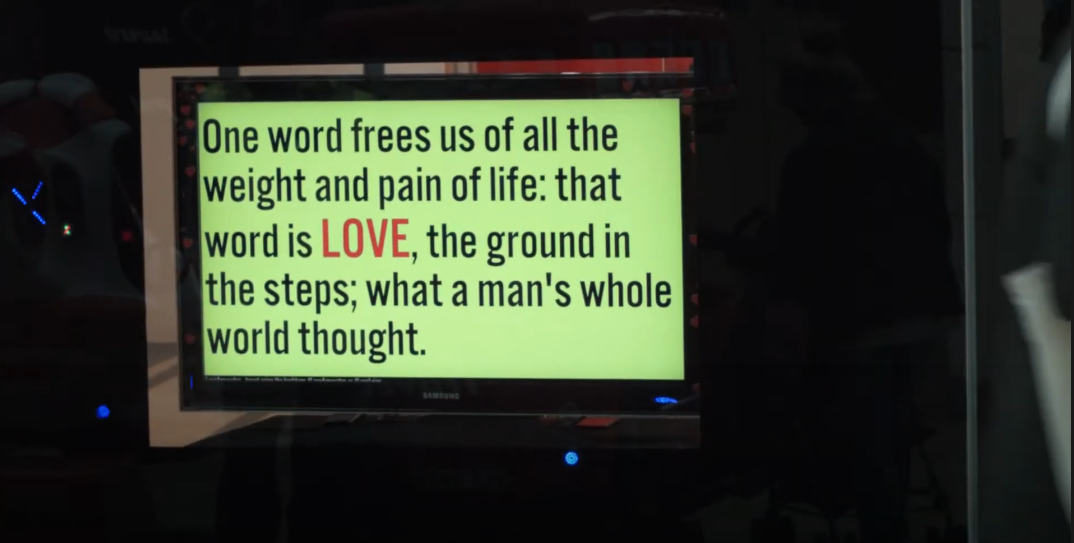 One word frees us of all the
weight and pain of life: that
word is LOVE, the ground in
the steps; what a man's whole
world thought.
SAMSUNG